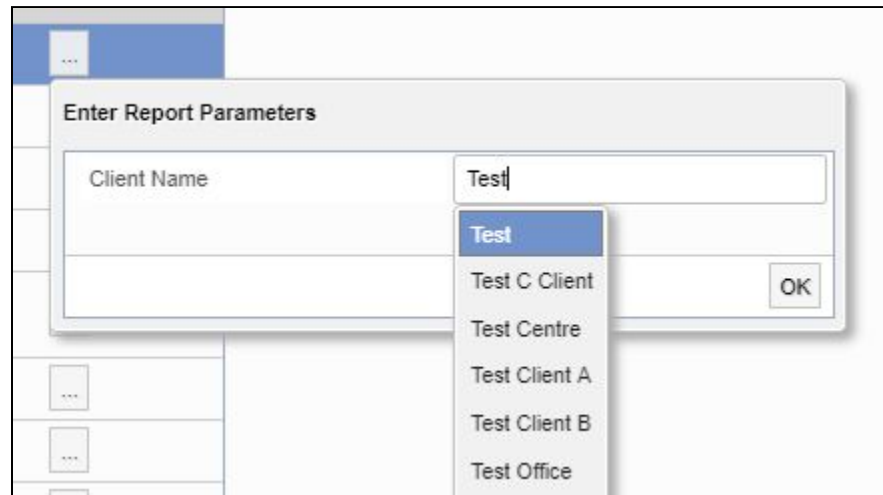 ...
Enter Report Parameters
Client Name
Test
Test
Test C Client
OK
Test Centre
Test Client A
...
Test Client B
...
Test Office